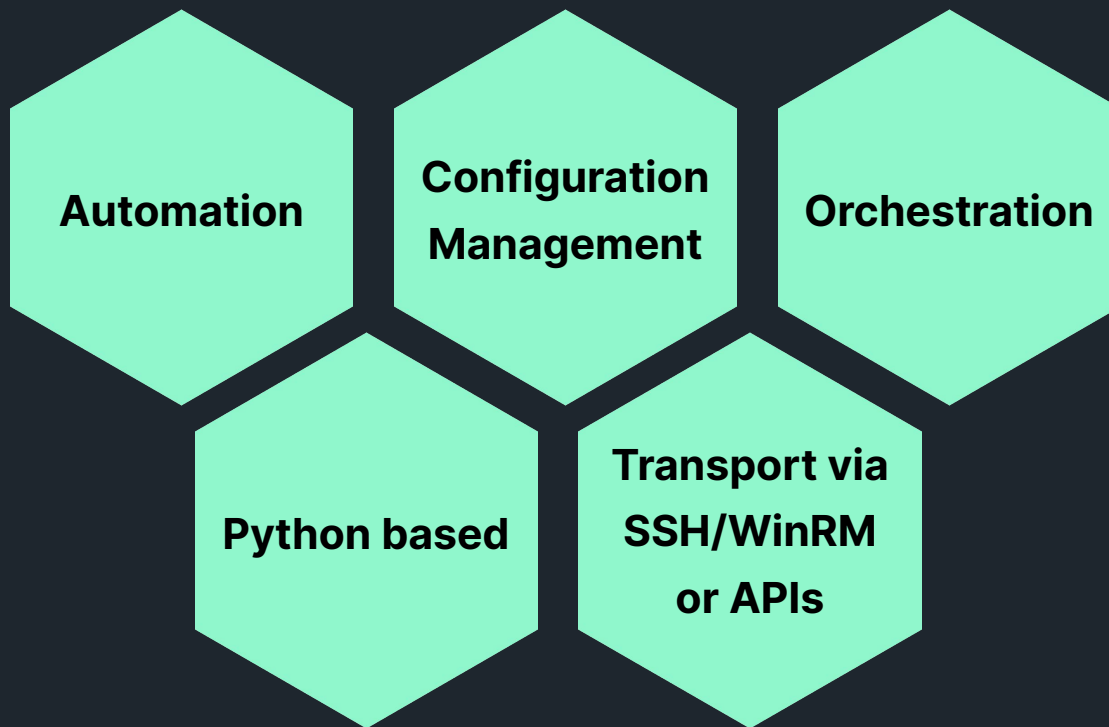 Automation
Configuration
Management
Orchestration
Python based
Transport via
SSH/WinRM
or APIs